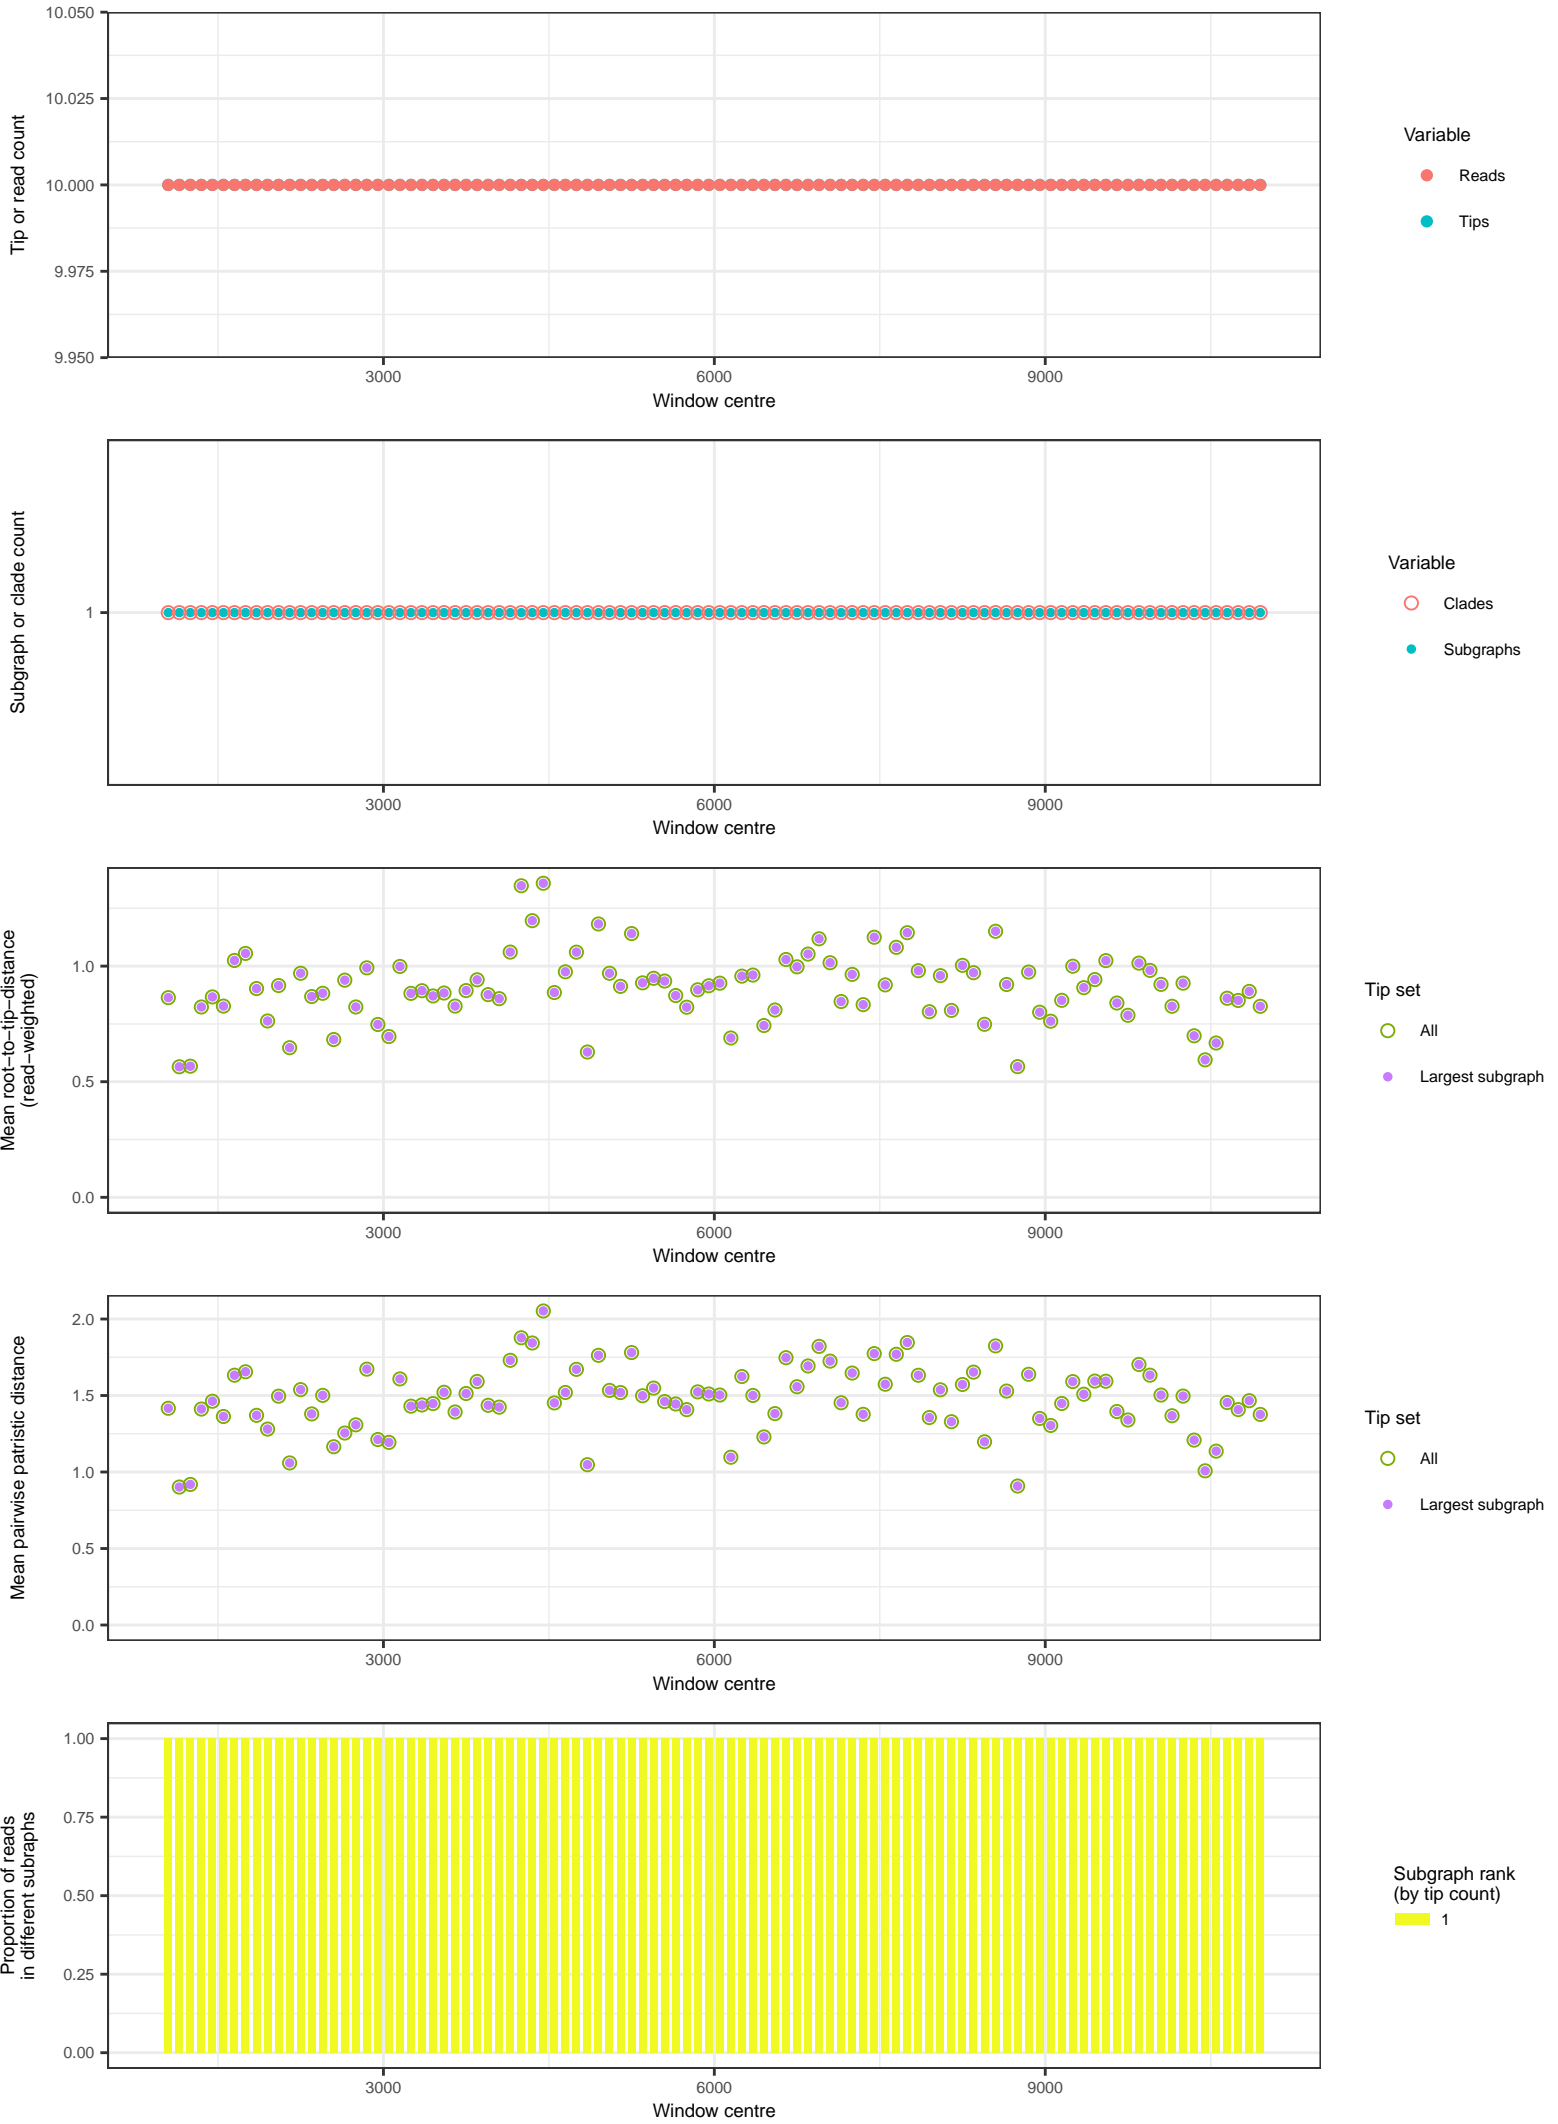 10.050
10.025
10.000
9.975
9.950
Tip or read count
3000
6000
9000
Window centre
Variable
Reads
Tips
1
Subgraph or clade count
3000
6000
9000
Window centre
Variable
Clades
Subgraphs
1.0
0.5
0.0
Mean root−to−tip−distance
(read−weighted)
3000
6000
9000
Window centre
Tip set
All
Largest subgraph
2.0
1.5
1.0
0.5
0.0
Mean pairwise patristic distance
3000
6000
9000
Window centre
Tip set
All
Largest subgraph
1.00
0.75
0.50
0.25
0.00
Proportion of reads
in different subraphs
3000
6000
9000
Window centre
Subgraph rank
(by tip count)
1